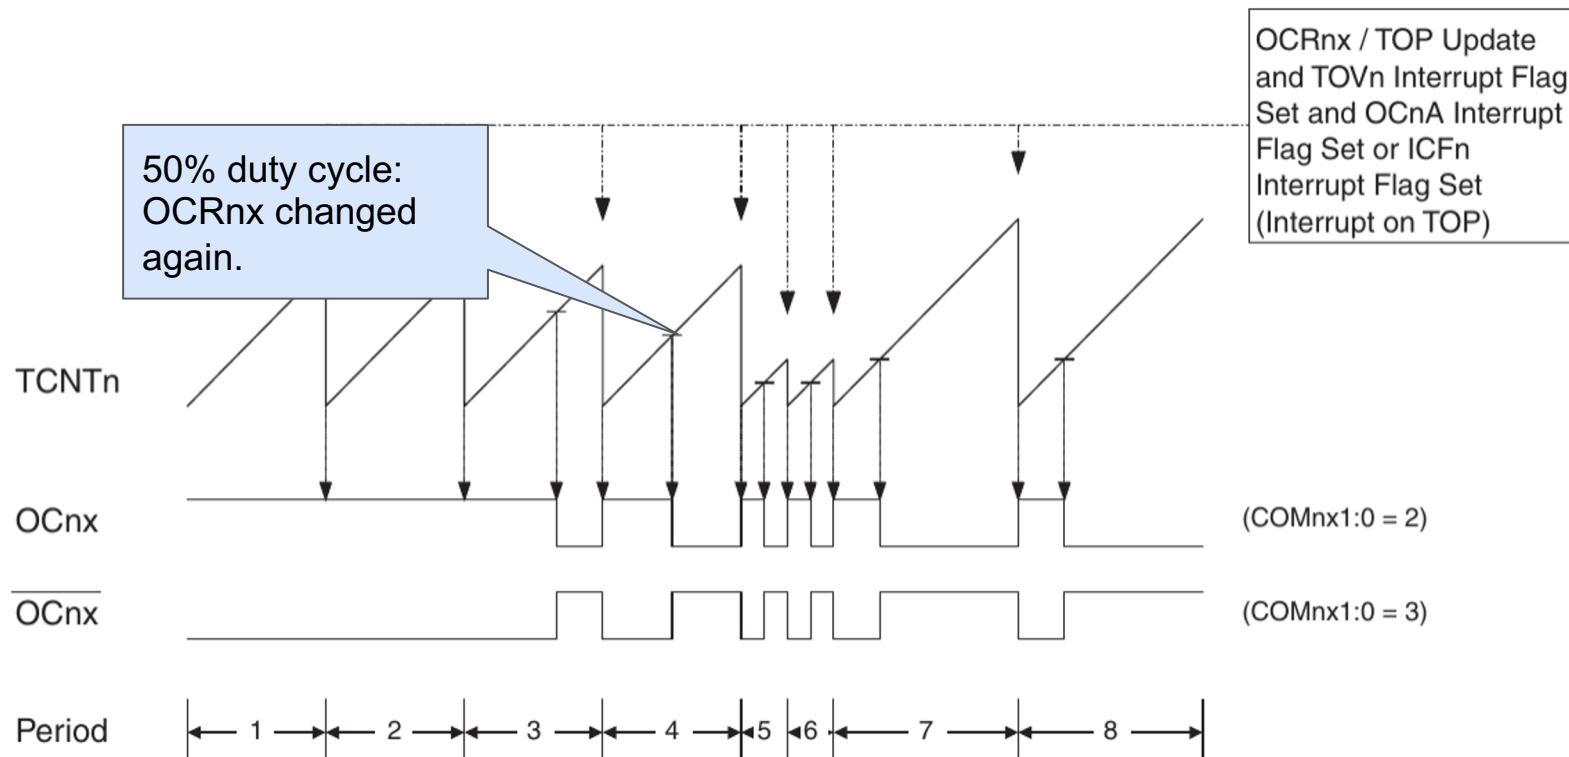 OCRnx / TOP Update
and TOVn Interrupt Flag
Set and OCnA Interrupt
Flag Set or ICFn
Interrupt Flag Set
(Interrupt on TOP)
50% duty cycle:
OCRnx changed
again.
TCNTn
OCnx
(COMnx1:0 = 2)
OCnx
(COMnx1:0 = 3)
Period
1
2
3
4
5
6
7
8